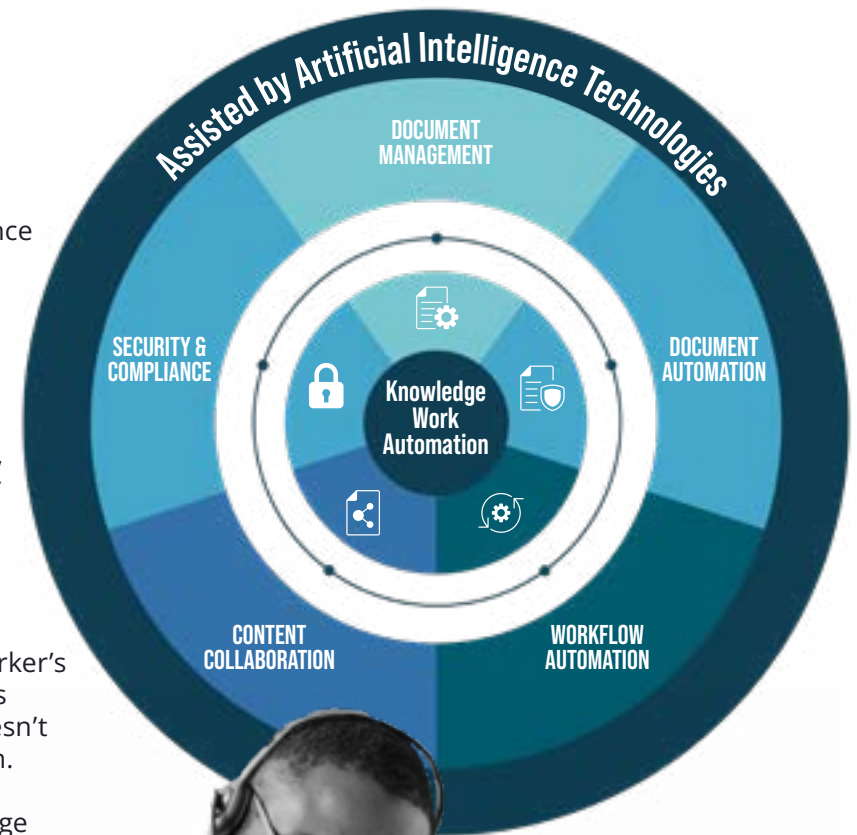 Assisted by Artificial Intelligence Technologies
DOCUMENT
MANAGEMENT
SECURITY &
COMPLIANCE
DOCUMENT
AUTOMATION
Knowledge
Work
Automation
CONTENT
COLLABORATION
WORKFLOW
AUTOMATION